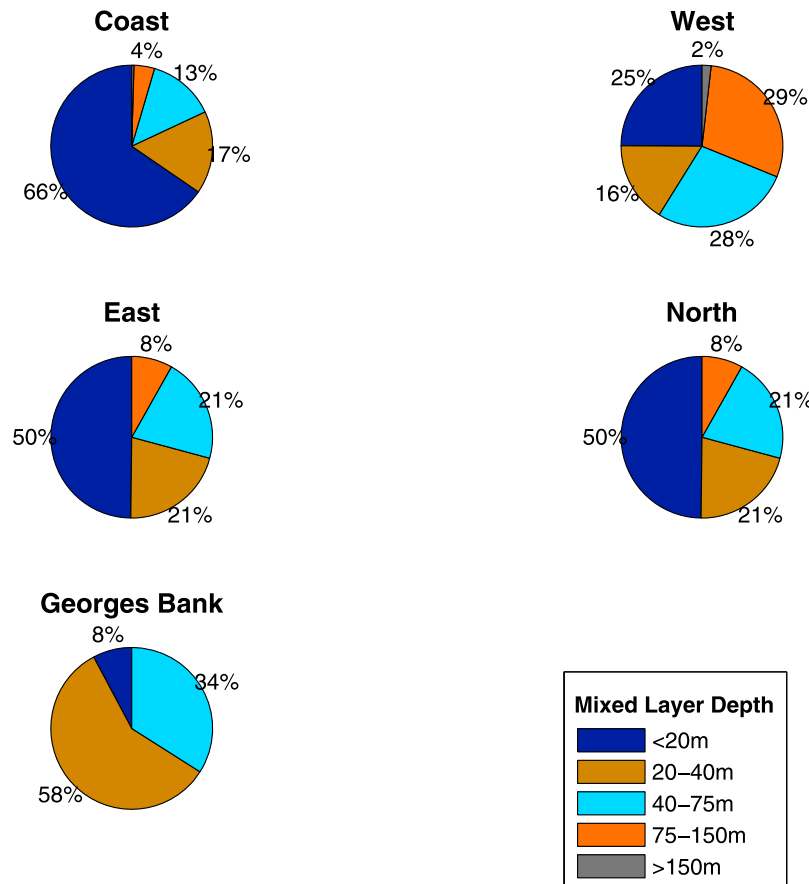 Coast
4%
13%
17%
66%
West
2%
25%
29%
16%
28%
East
8%
21%
50%
21%
North
8%
21%
50%
21%
Georges Bank
8%
34%
58%
Mixed Layer Depth
<20m
20–40m
40–75m
75–150m
>150m